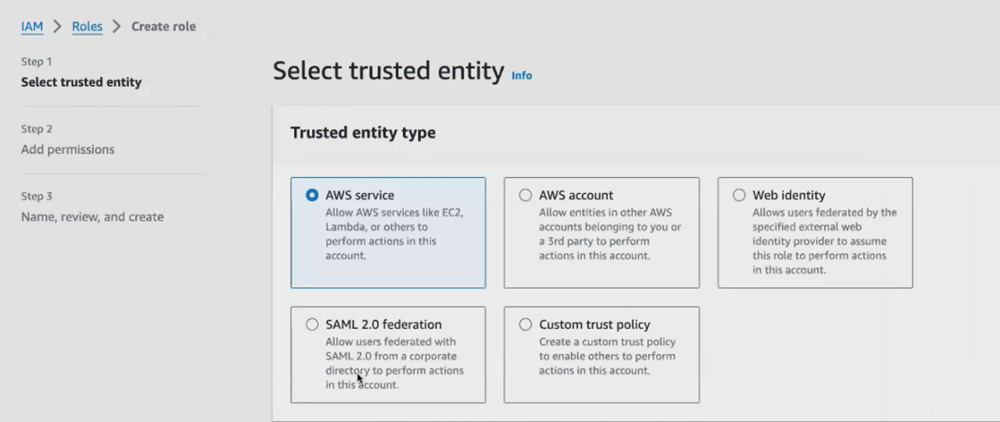 IAM > Roles > Create role
Step 1
Select trusted entity
Step 2
Add permissions
Step 3
Name, review, and create
Select trusted entity Info
Trusted entity type
AWS service
Allow AWS services like EC2,
Lambda, or others to
perform actions in this
account.
AWS account
Allow entities in other AWS
accounts belonging to you or
a 3rd party to perform
actions in this account.
Web identity
Allows users federated by the
specified external web
identity provider to assume
this role to perform actions
in this account.
SAML 2.0 federation
Allow users federated with
SAML 2.0 from a corporate
directory to perform actions
in this account.
Custom trust policy
Create a custom trust policy
to enable others to perform
actions in this account.